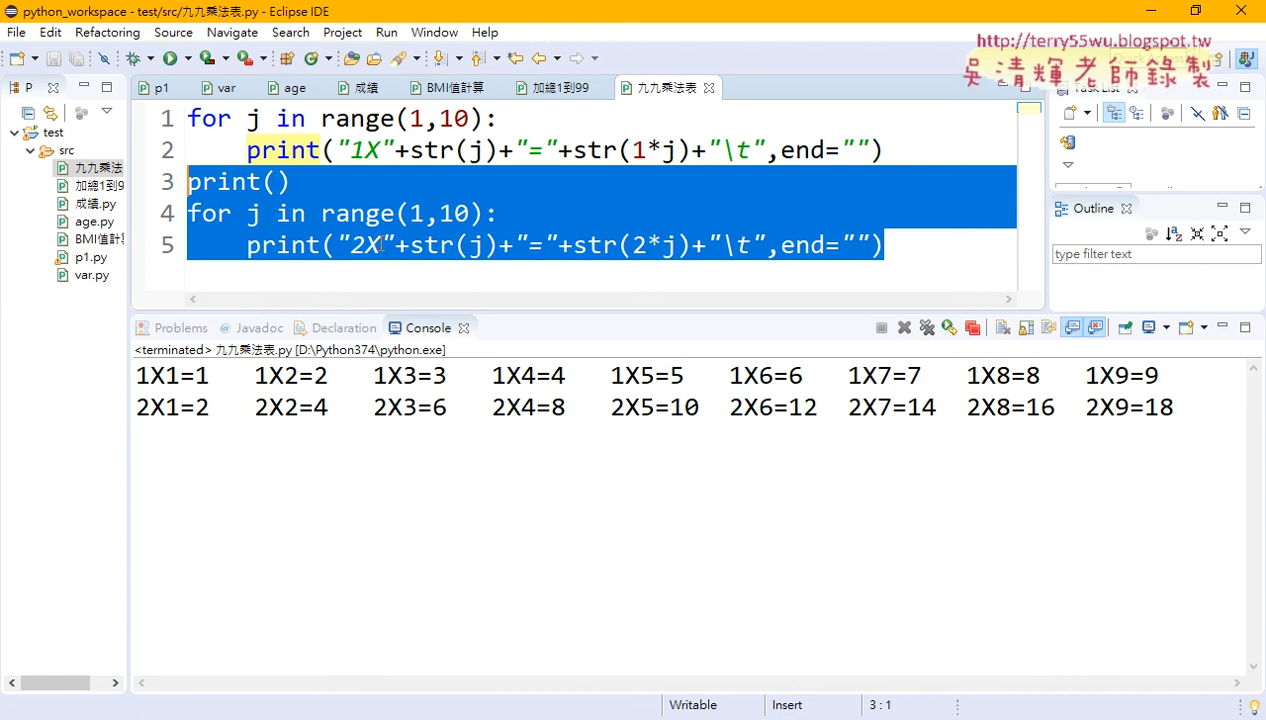 python_workspace - test/src/九九乘法表.py - Eclipse IDE
File Edit Refactoring Source Navigate Search Project Run Window Help
http://terry55wu.blogspot.tw
吳清輝老師錄製
P
p1 var age 成績 BMI值計算 加總1到99 九九乘法表
Task List
test
src
九九乘法
加總1到9
成績.py
age.py
BMI值計算
p1.py
var.py
1 for j in range(1,10):
2 print("1X"+str(j)+"="+str(1*j)+"\t",end="")
3 print()
4 for j in range(1,10):
5 print("2X"+str(j)+"="+str(2*j)+"\t",end="")
Outline
type filter text
Problems @ Javadoc Declaration Console
<terminated> 九九乘法表.py [D:\Python374\python.exe]
1X1=1 1X2=2 1X3=3 1X4=4 1X5=5 1X6=6 1X7=7 1X8=8 1X9=9
2X1=2 2X2=4 2X3=6 2X4=8 2X5=10 2X6=12 2X7=14 2X8=16 2X9=18
Writable Insert 3 : 1